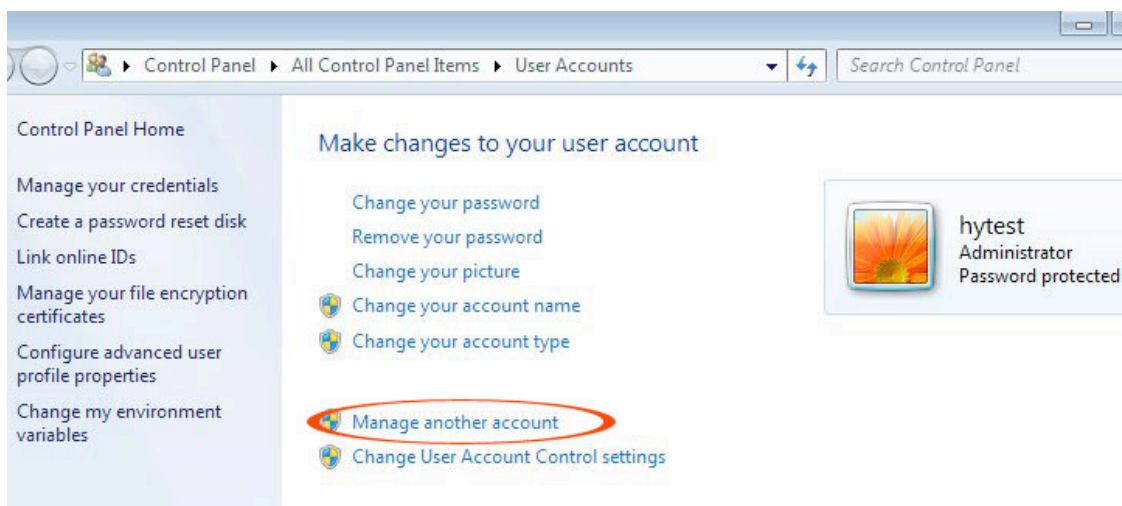 Control Panel ▸ All Control Panel Items ▸ User Accounts
Search Control Panel
Control Panel Home
Manage your credentials
Create a password reset disk
Link online IDs
Manage your file encryption
certificates
Configure advanced user
profile properties
Change my environment
variables
Make changes to your user account
Change your password
Remove your password
Change your picture
Change your account name
Change your account type
Manage another account
Change User Account Control settings
hytest
Administrator
Password protected